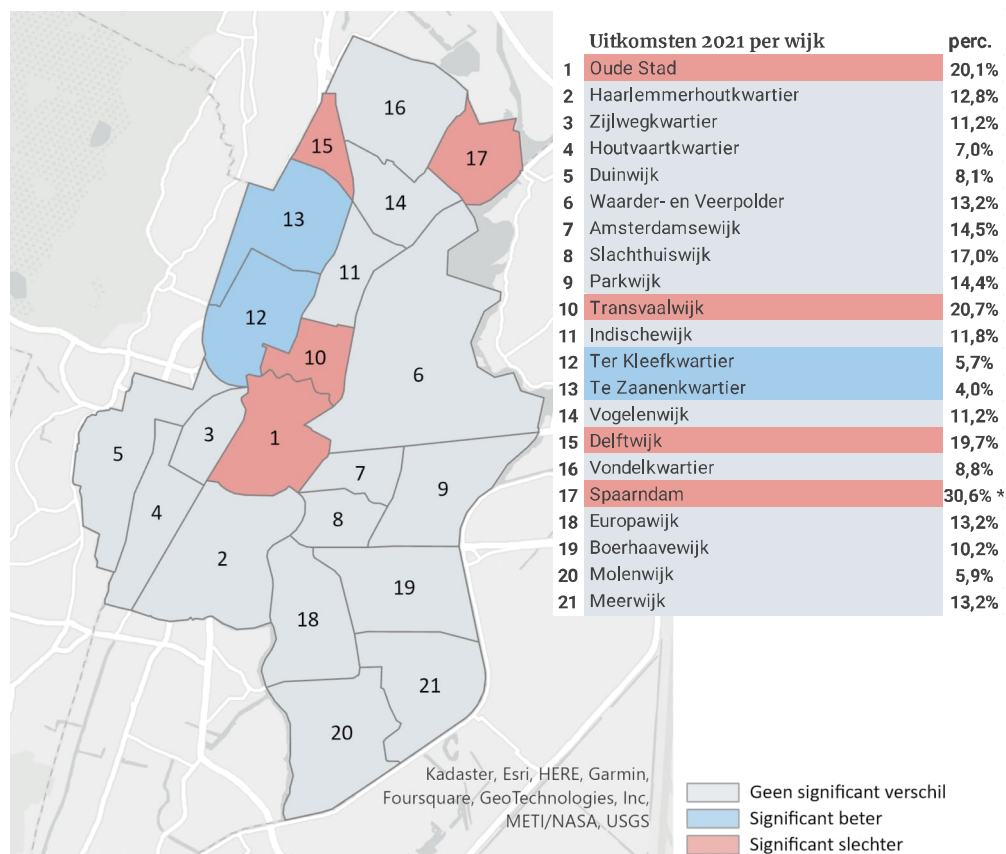 Uitkomsten 2021 per wijk perc.
1 Oude Stad 20,1%
2 Haarlemmerhoutkwartier 12,8%
3 Zijlwegkwartier 11,2%
4 Houtvaartkwartier 7,0%
5 Duinwijk 8,1%
6 Waarder- en Veerpolder 13,2%
7 Amsterdamsewijk 14,5%
8 Slachthuiswijk 17,0%
9 Parkwijk 14,4%
10 Transvaalwijk 20,7%
11 Indischewijk 11,8%
12 Ter Kleefkwartier 5,7%
13 Te Zaanenkwartier 4,0%
14 Vogelenwijk 11,2%
15 Delftwijk 19,7%
16 Vondelkwartier 8,8%
17 Spaarndam 30,6% *
18 Europawijk 13,2%
19 Boerhaavewijk 10,2%
20 Molenwijk 5,9%
21 Meerwijk 13,2%
16
15
17
14
13
11
12
10
6
3
1
5
7
9
4
8
2
19
18
21
20
Kadaster, Esri, HERE, Garmin,
Foursquare, GeoTechnologies, Inc,
METI/NASA, USGS
Geen significant verschil
Significant beter
Significant slechter